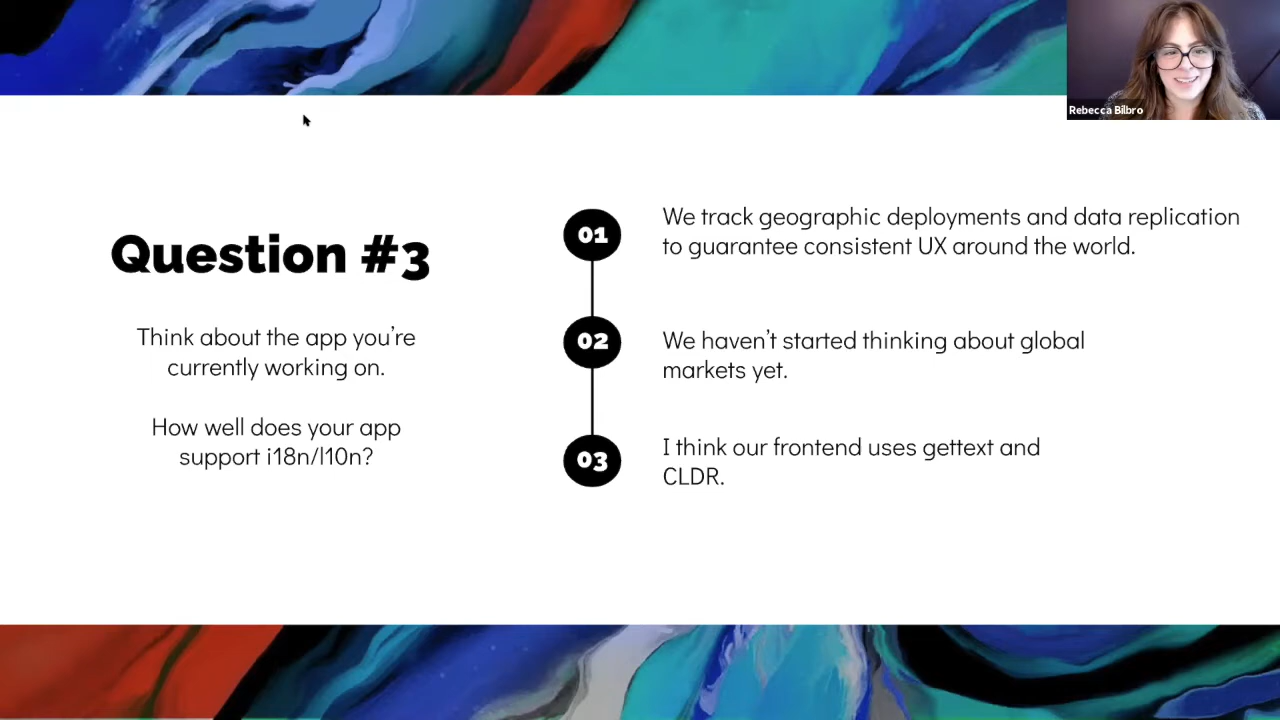 Rebecca Bilbro
Question #3
Think about the app you’re
currently working on.
How well does your app
support i18n/l10n?
01
We track geographic deployments and data replication
to guarantee consistent UX around the world.
02
We haven’t started thinking about global
markets yet.
03
I think our frontend uses gettext and
CLDR.